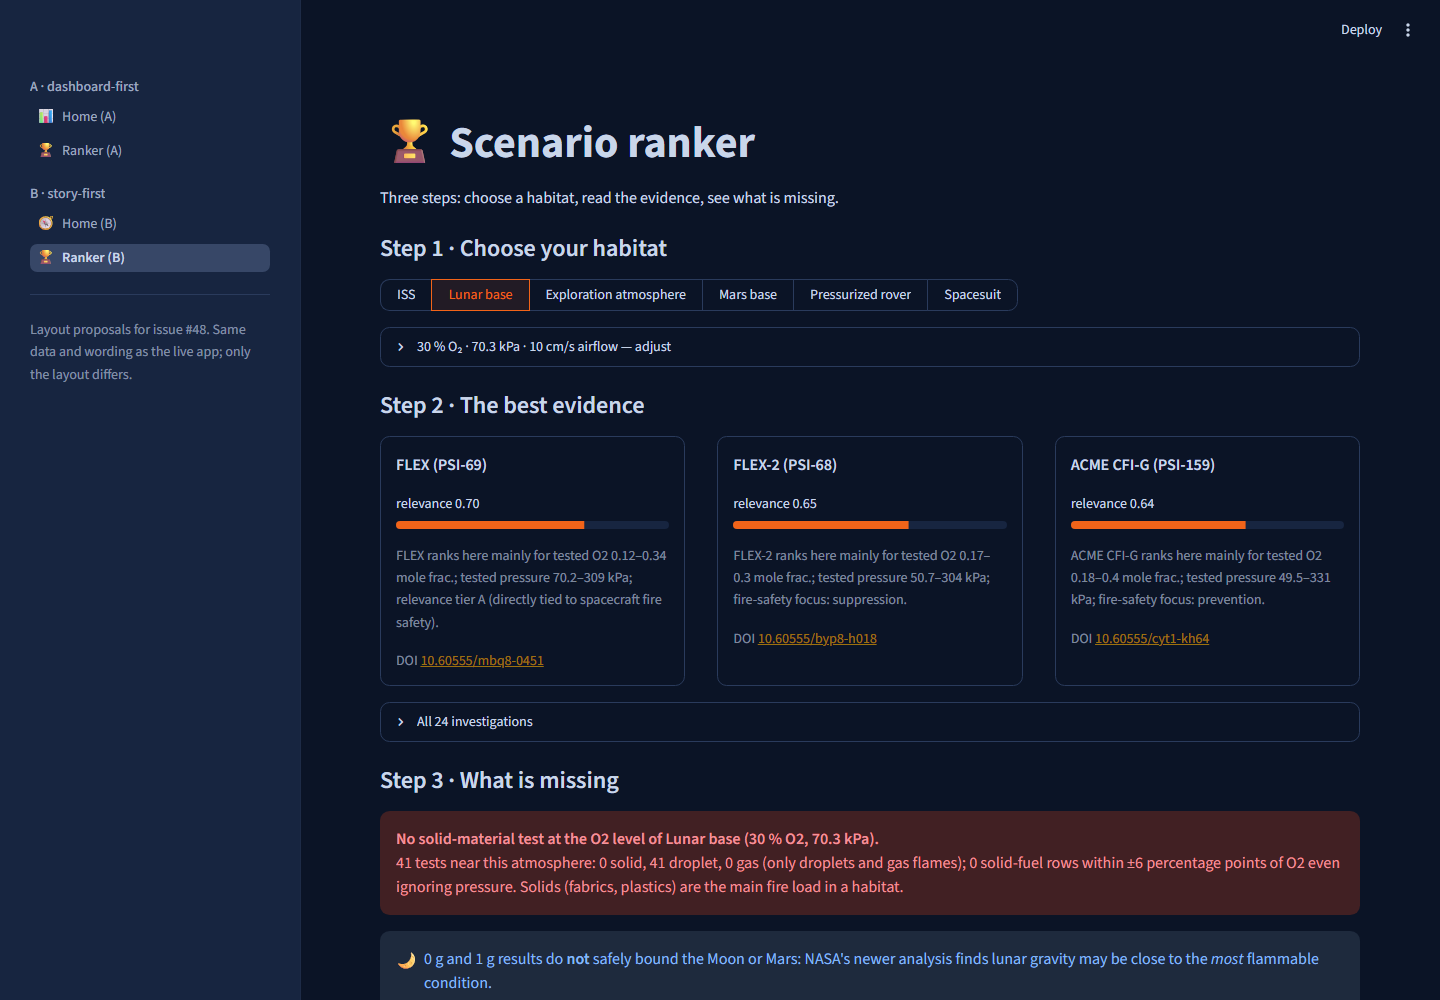 Deploy
A · dashboard-first
Home (A)
Ranker (A)
B · story-first
Home (B)
Ranker (B)
Layout proposals for issue #48. Same
data and wording as the live app; only
the layout differs.
Scenario ranker
Three steps: choose a habitat, read the evidence, see what is missing.
Step 1 · Choose your habitat
ISS Lunar base Exploration atmosphere Mars base Pressurized rover Spacesuit
30 % O₂ · 70.3 kPa · 10 cm/s airflow — adjust
Step 2 · The best evidence
FLEX (PSI-69)
relevance 0.70
FLEX ranks here mainly for tested O2 0.12–0.34
mole frac.; tested pressure 70.2–309 kPa;
relevance tier A (directly tied to spacecraft fire
safety).
DOI 10.60555/mbq8-0451
FLEX-2 (PSI-68)
relevance 0.65
FLEX-2 ranks here mainly for tested O2 0.17–
0.3 mole frac.; tested pressure 50.7–304 kPa;
fire-safety focus: suppression.
DOI 10.60555/byp8-h018
ACME CFI-G (PSI-159)
relevance 0.64
ACME CFI-G ranks here mainly for tested O2
0.18–0.4 mole frac.; tested pressure 49.5–331
kPa; fire-safety focus: prevention.
DOI 10.60555/cyt1-kh64
All 24 investigations
Step 3 · What is missing
No solid-material test at the O2 level of Lunar base (30 % O2, 70.3 kPa).
41 tests near this atmosphere: 0 solid, 41 droplet, 0 gas (only droplets and gas flames); 0 solid-fuel rows within ±6 percentage points of O2 even
ignoring pressure. Solids (fabrics, plastics) are the main fire load in a habitat.
0 g and 1 g results do not safely bound the Moon or Mars: NASA's newer analysis finds lunar gravity may be close to the most flammable
condition.